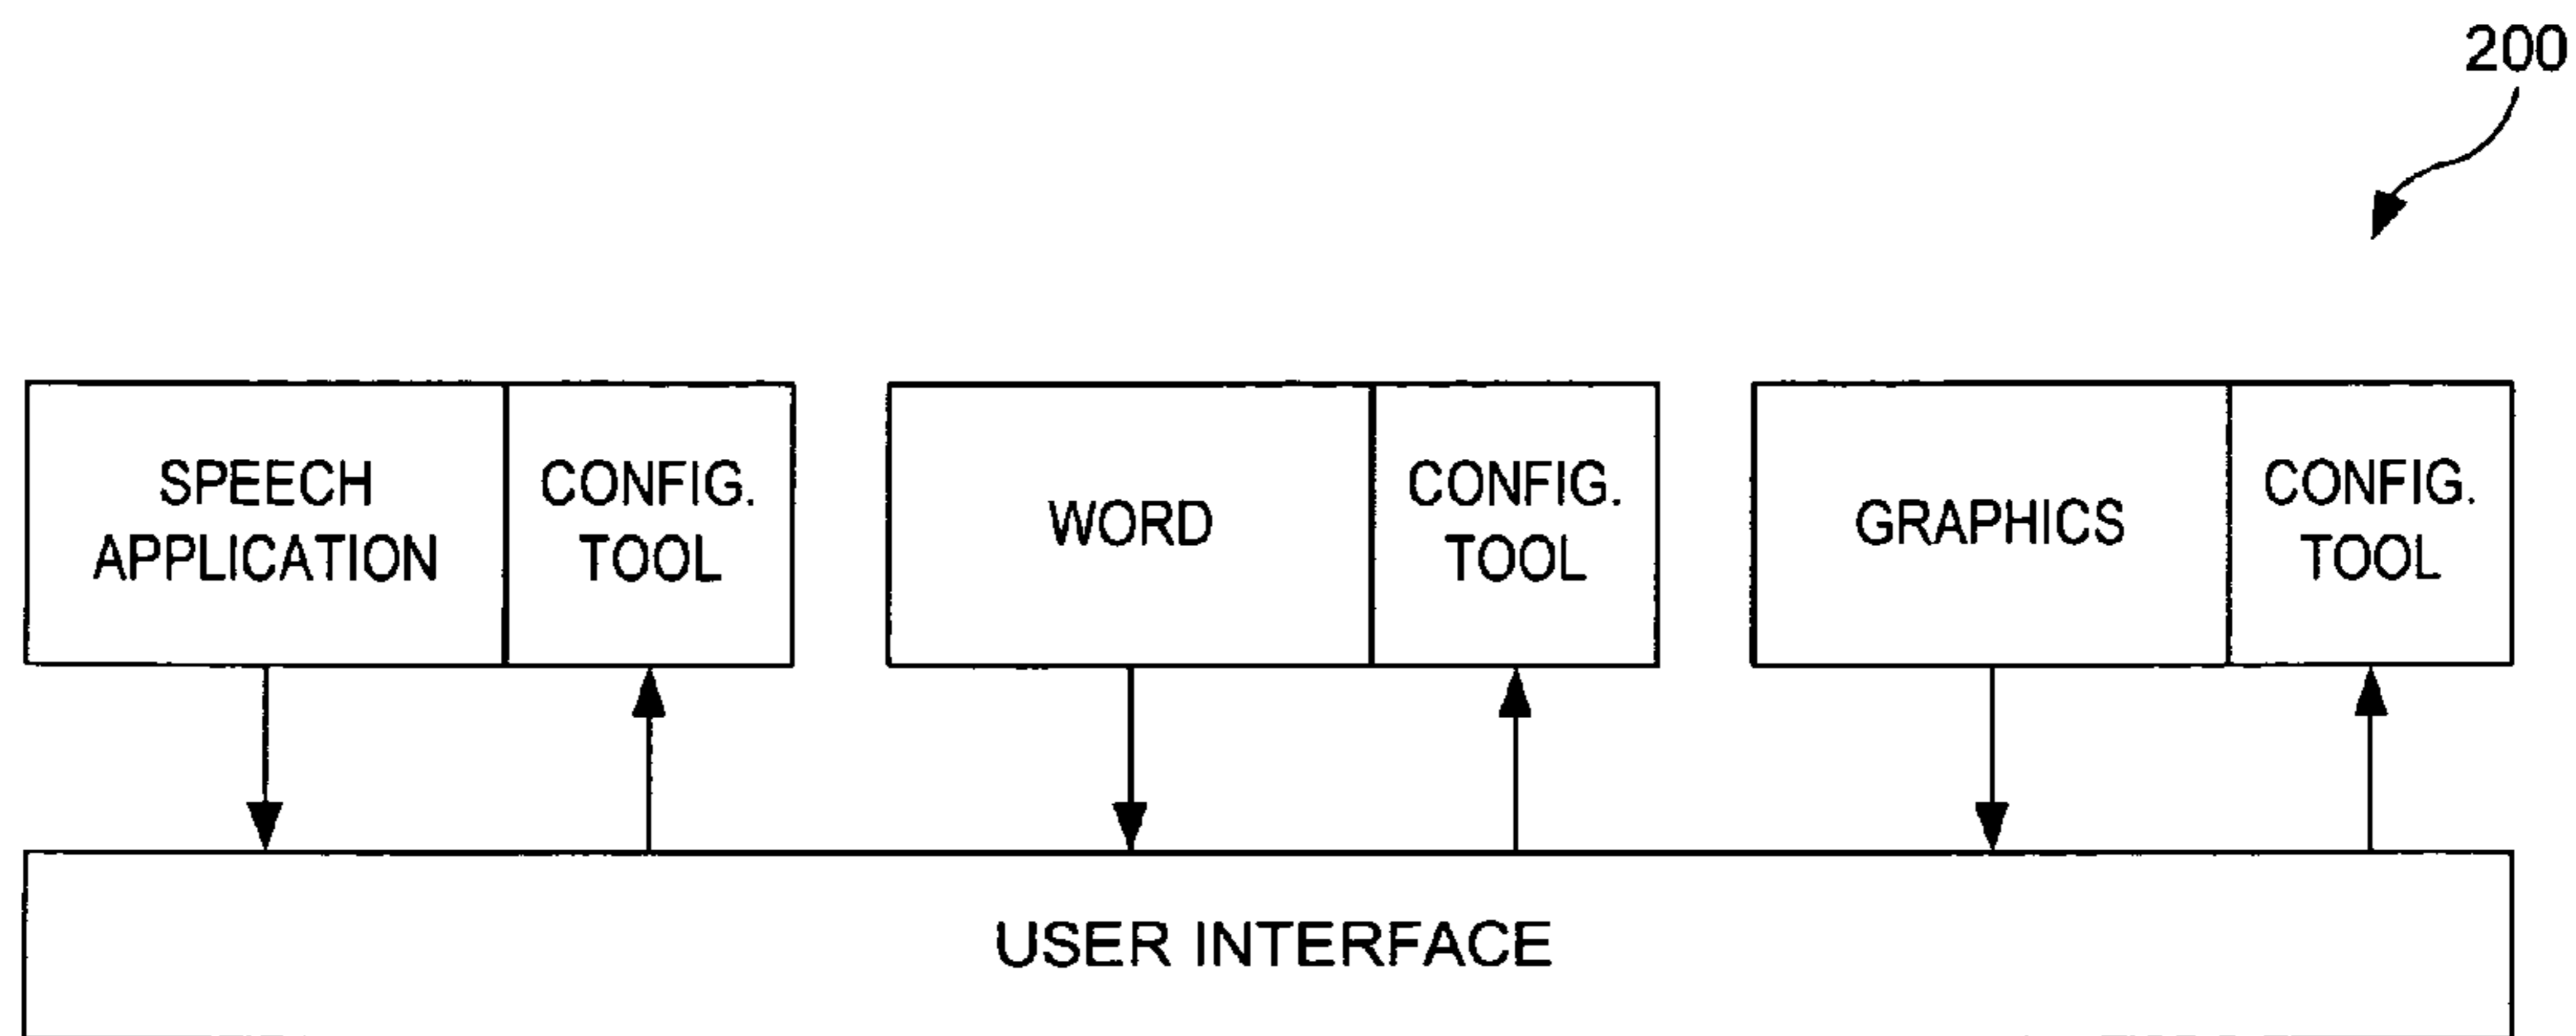 200
SPEECH
APPLICATION
CONFIG.
TOOL
WORD
CONFIG.
TOOL
GRAPHICS
CONFIG.
TOOL
USER INTERFACE